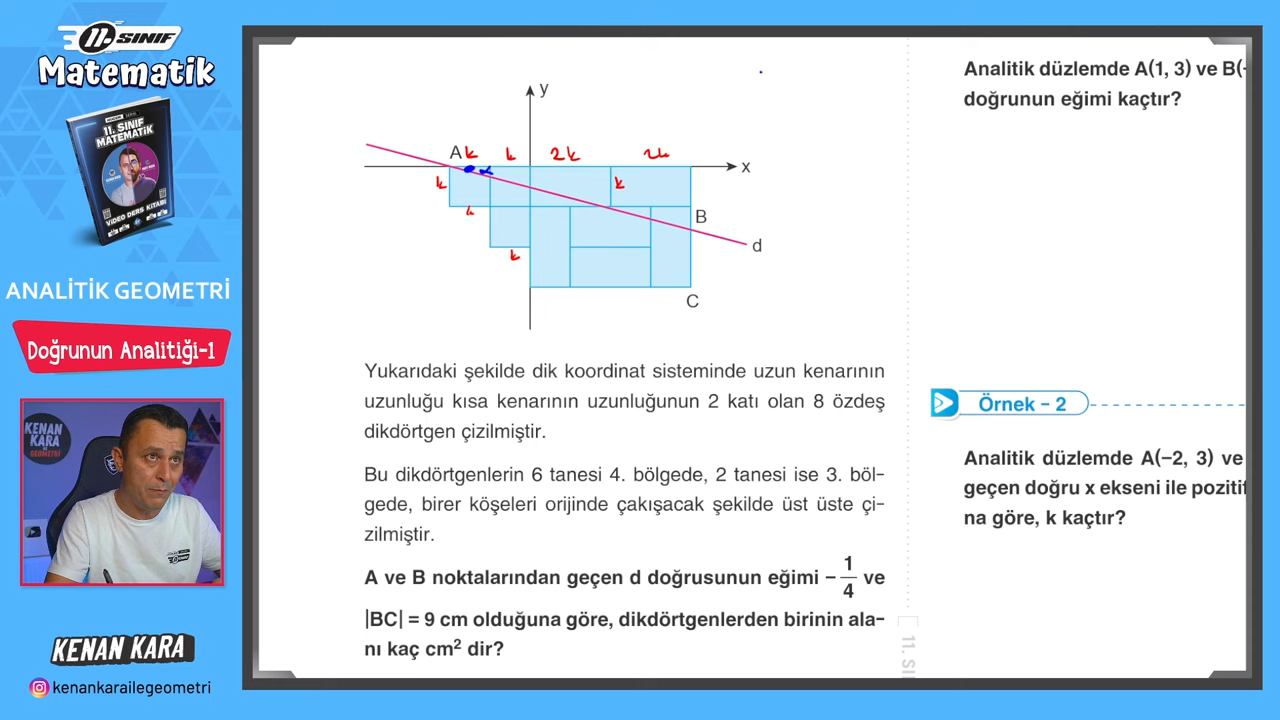 11.SINIF
Matematik
11. SINIF
MATEMATİK
VİDEO DERS KİTABI
ANALİTİK GEOMETRİ
Doğrunun Analitiği-1
KENAN
KARA
GEOMETRİ
KENAN KARA
kenankarailegeometri
y
A k k 2k 2k
x
k α k
B
k
d
k
C
Yukarıdaki şekilde dik koordinat sisteminde uzun kenarının
uzunluğu kısa kenarının uzunluğunun 2 katı olan 8 özdeş
dikdörtgen çizilmiştir.
Bu dikdörtgenlerin 6 tanesi 4. bölgede, 2 tanesi ise 3. böl-
gede, birer köşeleri orijinde çakışacak şekilde üst üste çi-
zilmiştir.
A ve B noktalarından geçen d doğrusunun eğimi -1/4 ve
|BC| = 9 cm olduğuna göre, dikdörtgenlerden birinin ala-
nı kaç cm² dir?
Analitik düzlemde A(1, 3) ve B(-
doğrunun eğimi kaçtır?
Örnek - 2
Analitik düzlemde A(-2, 3) ve
geçen doğru x ekseni ile pozitif
na göre, k kaçtır?
11. SI